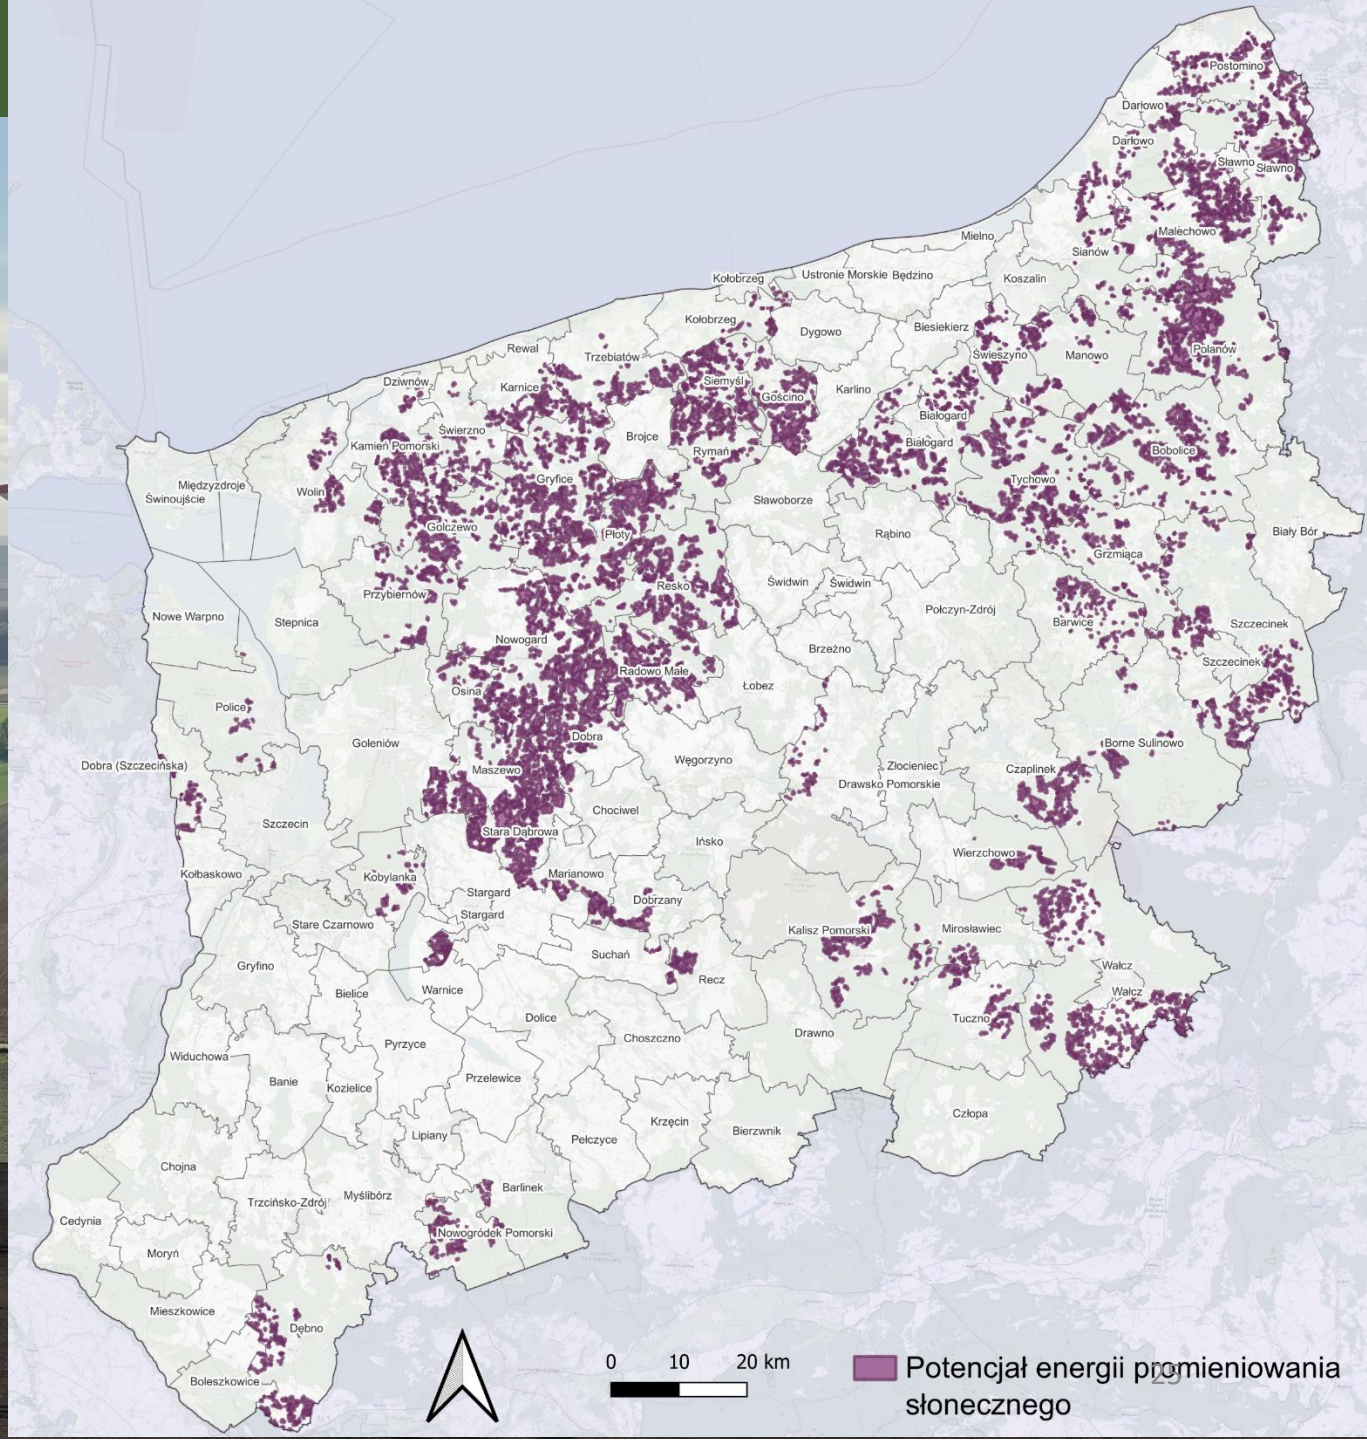 Postomino
Darłowo
Darłowo
Sławno
Sławno
Malechowo
Mielno
Sianów
Ustronie Morskie
Będzino
Koszalin
Kołobrzeg
Kołobrzeg
Dygowo
Biesiekierz
Świeszyno
Manowo
Polanów
Rewal
Trzebiatów
Siemyśl
Gościno
Karlino
Dziwnów
Karnice
Białogard
Białogard
Świerzno
Brojce
Kamień Pomorski
Rymań
Bobolice
Międzyzdroje
Świnoujście
Wolin
Gryfice
Tychowo
Sławoborze
Golczewo
Płoty
Rąbino
Biały Bór
Grzmiąca
Przybiernów
Resko
Świdwin
Świdwin
Połczyn-Zdrój
Nowe Warpno
Stepnica
Barwice
Szczecinek
Nowogard
Brzeżno
Szczecinek
Radowo Małe
Osina
Łobez
Police
Goleniów
Dobra
Borne Sulinowo
Dobra (Szczecińska)
Maszewo
Węgorzyno
Złocieniec
Czaplinek
Drawsko Pomorskie
Chociwel
Szczecin
Stara Dąbrowa
Ińsko
Wierzchowo
Kołbaskowo
Kobylanka
Marianowo
Stargard
Dobrzany
Stargard
Stare Czarnowo
Kalisz Pomorski
Mirosławiec
Suchań
Gryfino
Recz
Wałcz
Bielice
Warnice
Wałcz
Dolice
Tuczno
Choszczno
Drawno
Widuchowa
Pyrzyce
Banie
Kozielice
Przelewice
Człopa
Krzęcin
Lipiany
Pełczyce
Bierzwnik
Chojna
Trzcińsko-Zdrój
Myślibórz
Barlinek
Cedynia
Moryń
Nowogródek Pomorski
Mieszkowice
Dębno
Boleszkowice
0 10 20 km
Potencjał energii promieniowania
słonecznego
25